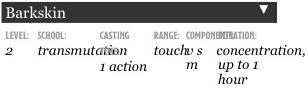 Barkskin ▼
LEVEL: SCHOOL: CASTING RANGE: COMPONENTS: DURATION:
2 transmutation touch v s concentration,
1 action m up to 1
hour